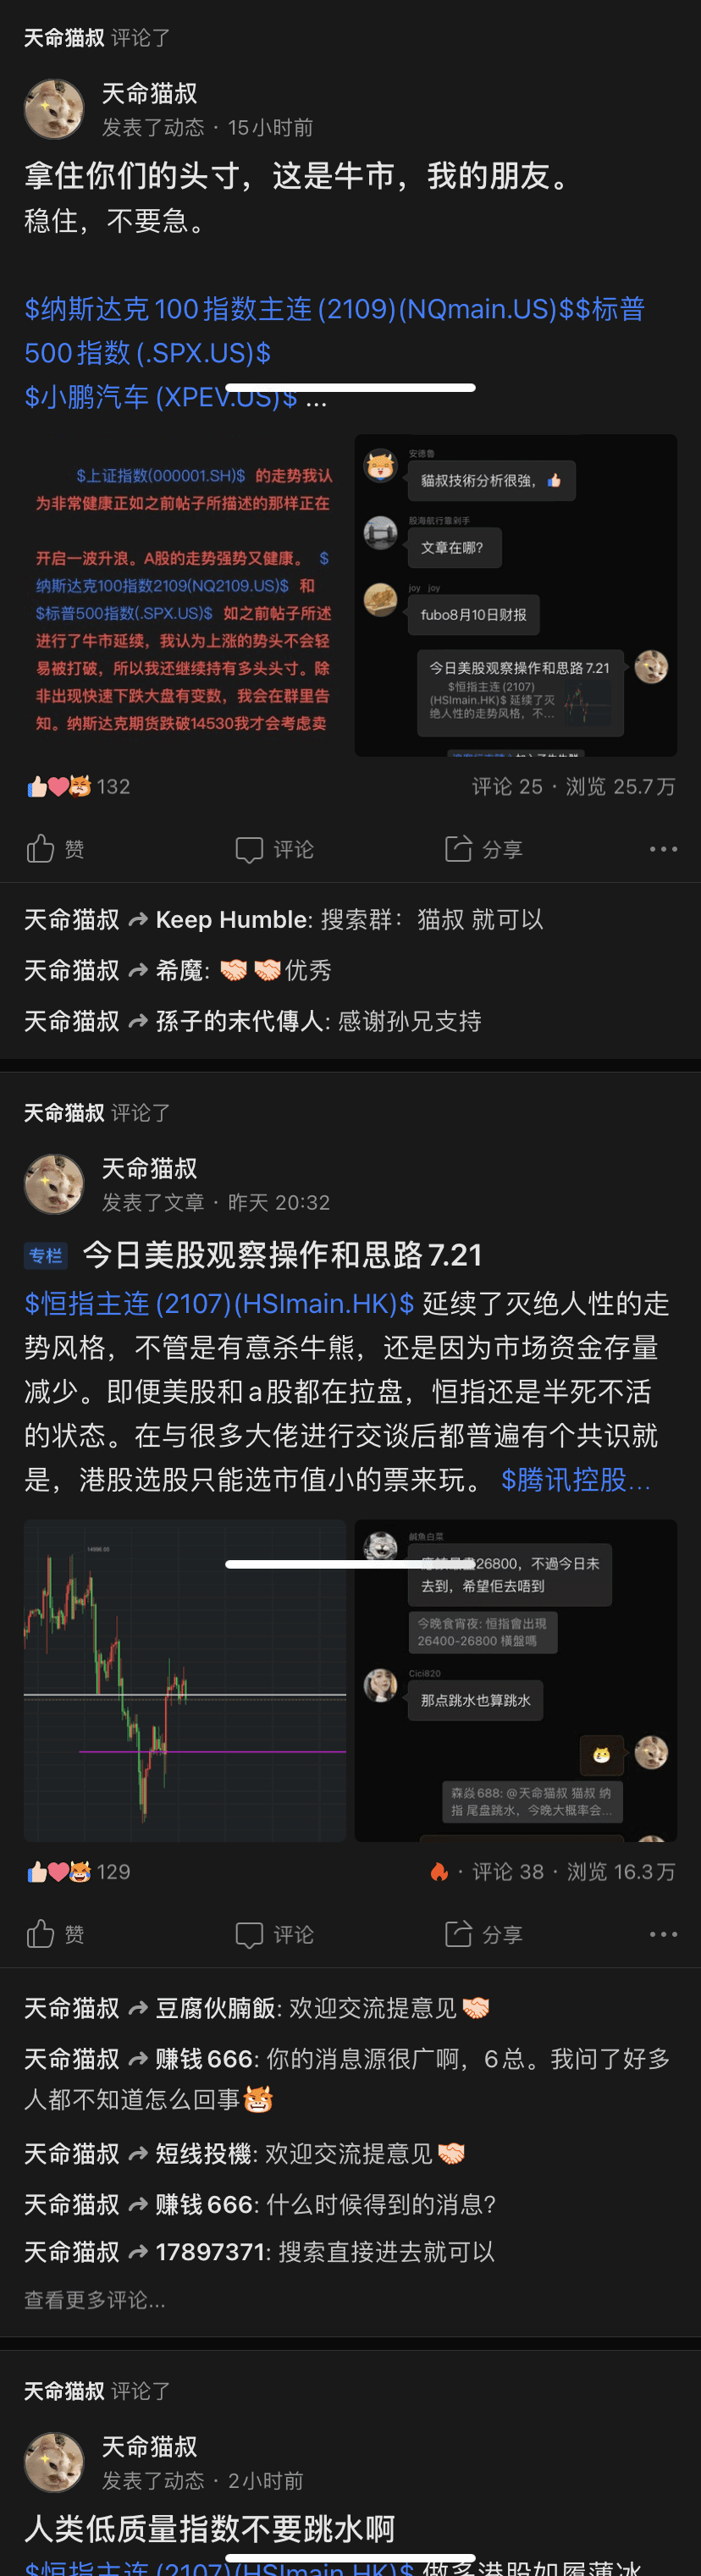 天命猫叔 评论了
天命猫叔
发表了动态 · 15小时前
拿住你们的头寸，这是牛市，我的朋友。
稳住，不要急。
$纳斯达克100指数主连(2109)(NQmain.US)$$标普
500指数(.SPX.US)$
$小鹏汽车(XPEV.US)$ ...
$上证指数(000001.SH)$ 的走势我认
为非常健康正如之前帖子所描述的那样正在
开启一波升浪。A股的走势强势又健康。 $
纳斯达克100指数2109(NQ2109.US)$ 和
$标普500指数(.SPX.US)$ 如之前帖子所述
进行了牛市延续，我认为上涨的势头不会轻
易被打破，所以我还继续持有多头头寸。除
非出现快速下跌大盘有变数，我会在群里告
知。纳斯达克期货跌破14530我才会考虑卖
安德鲁
貓叔技術分析很強，👍
股海航行靠剁手
文章在哪?
joy joy
fubo8月10日财报
今日美股观察操作和思路7.21
$恒指主连(2107)
(HSImain.HK)$ 延续了灭
绝人性的走势风格，不...
132
评论 25 · 浏览 25.7万
赞
评论
分享
天命猫叔 Keep Humble: 搜索群：猫叔 就可以
天命猫叔 希魔: 🤝🤝优秀
天命猫叔 孫子的末代傳人: 感谢孙兄支持
天命猫叔 评论了
天命猫叔
发表了文章 · 昨天 20:32
专栏 今日美股观察操作和思路7.21
$恒指主连(2107)(HSImain.HK)$ 延续了灭绝人性的走
势风格，不管是有意杀牛熊，还是因为市场资金存量
减少。即便美股和a股都在拉盘，恒指还是半死不活
的状态。在与很多大佬进行交谈后都普遍有个共识就
是，港股选股只能选市值小的票来玩。 $腾讯控股...
14996.00
鹹魚白菜
26800，不過今日未
去到，希望佢去唔到
今晚食宵夜: 恒指會出現
26400-26800 橫盤嗎
Cici820
那点跳水也算跳水
森焱688: @天命猫叔 猫叔 纳
指 尾盘跳水，今晚大概率会...
129
评论 38 · 浏览 16.3万
赞
评论
分享
天命猫叔 豆腐伙腩飯: 欢迎交流提意见🤝
天命猫叔 赚钱666: 你的消息源很广啊，6总。我问了好多
人都不知道怎么回事
天命猫叔 短线投機: 欢迎交流提意见🤝
天命猫叔 赚钱666: 什么时候得到的消息?
天命猫叔 17897371: 搜索直接进去就可以
查看更多评论...
天命猫叔 评论了
天命猫叔
发表了动态 · 2小时前
人类低质量指数不要跳水啊
$恒指主连(2107)(HSImain.HK)$ 做多港股如履薄冰